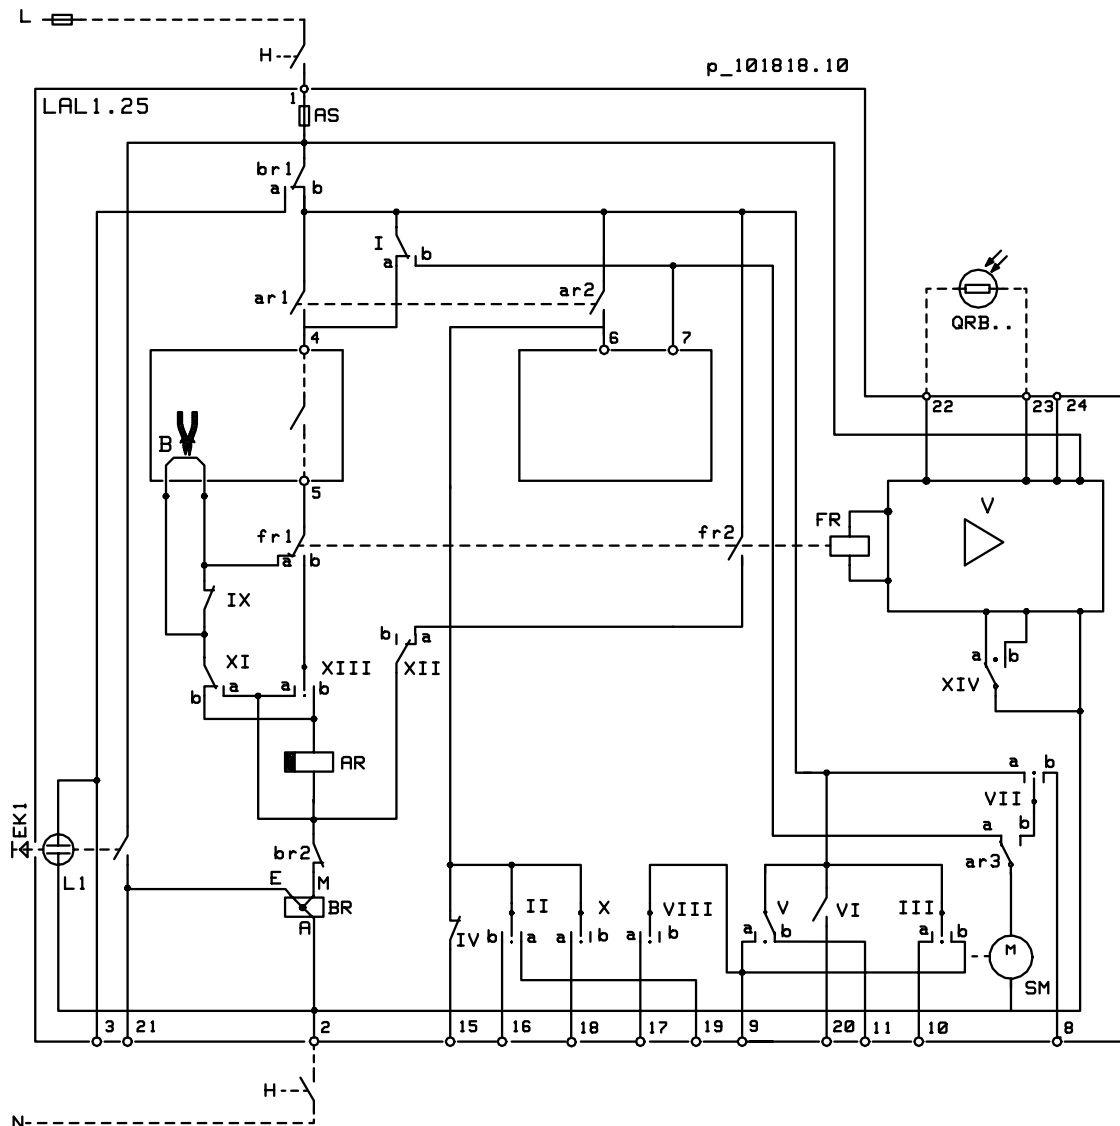 L
H
p_101818.10
1
LAL1.25
AS
br1
a
b
I
a
b
ar1
ar2
QRB..
4
6
7
22
23
24
B
5
V
FR
fr1
a
b
fr2
IX
b
a
XI
XIII
XII
a
b
a
a
b
b
XIV
AR
a
b
VII
EK1
a
b
br2
ar3
L1
E
M
BR
A
II
X
VIII
V
VI
III
IV
b
a
a
b
a
b
a
b
a
b
M
SM
3
21
2
15
16
18
17
19
9
20
11
10
8
H
N